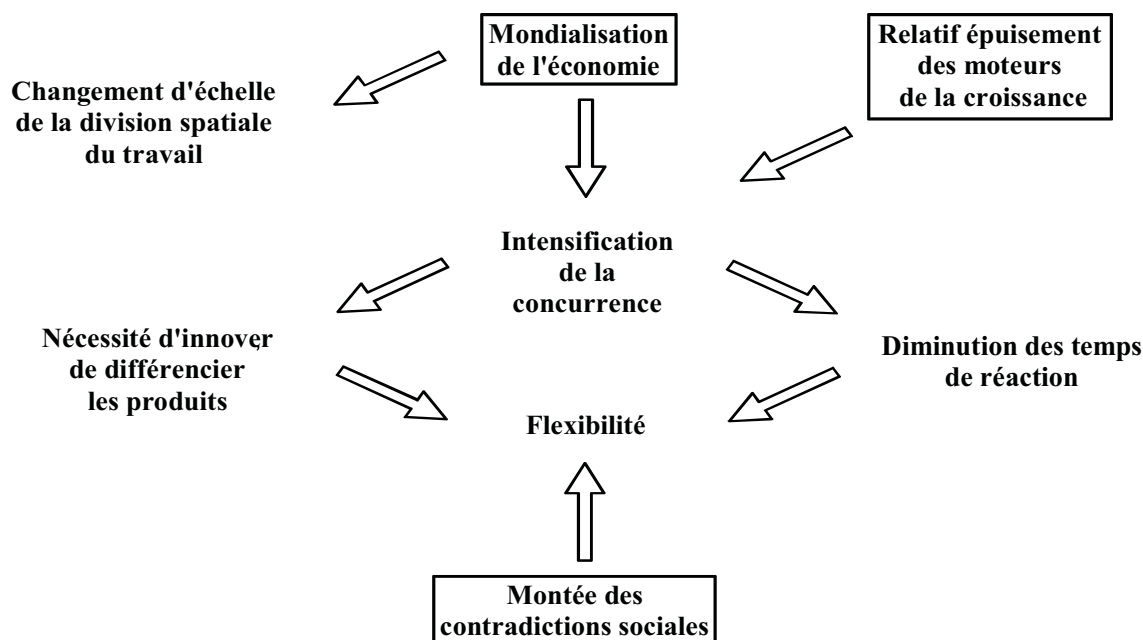 Mondialisation
de l'économie
Relatif épuisement
des moteurs
de la croissance
Changement d'échelle
de la division spatiale
du travail
Intensification
de la
concurrence
Nécessité d'innover,
de différencier
les produits
Diminution des temps
de réaction
Flexibilité
Montée des
contradictions sociales